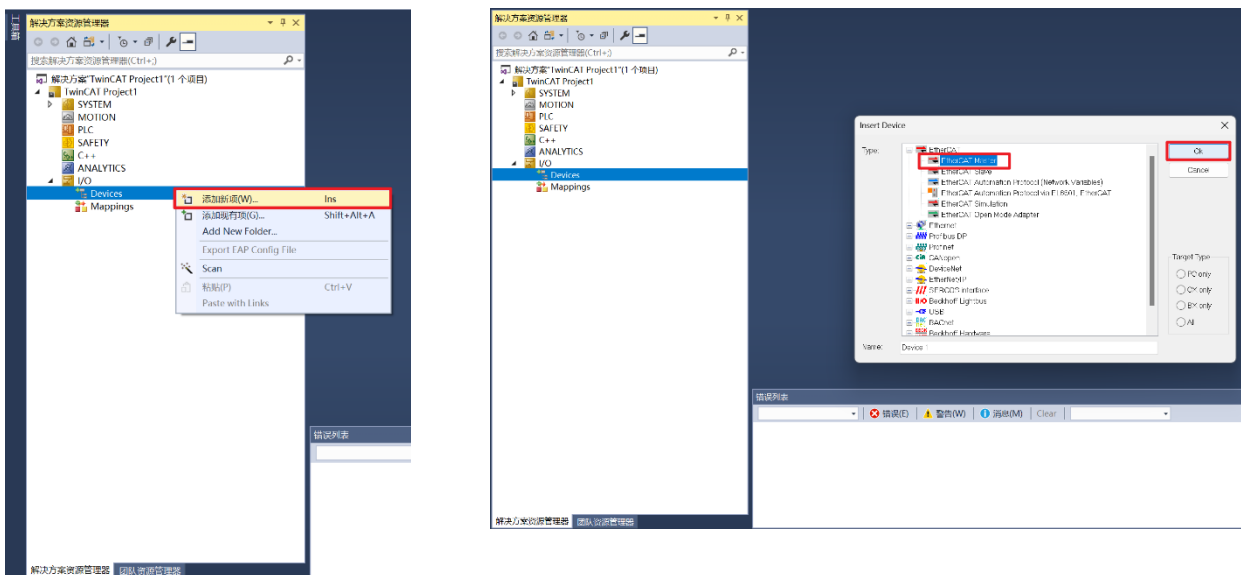 工具箱
解决方案资源管理器
搜索解决方案资源管理器(Ctrl+;)
解决方案"TwinCAT Project1"(1 个项目)
TwinCAT Project1
SYSTEM
MOTION
PLC
SAFETY
C++
ANALYTICS
I/O
Devices
Mappings
添加新项(W)... Ins
添加现有项(G)... Shift+Alt+A
Add New Folder...
Export EAP Config File
Scan
粘贴(P) Ctrl+V
Paste with Links
错误列表
解决方案资源管理器 团队资源管理器
解决方案资源管理器
搜索解决方案资源管理器(Ctrl+;)
解决方案"TwinCAT Project1"(1 个项目)
TwinCAT Project1
SYSTEM
MOTION
PLC
SAFETY
C++
ANALYTICS
I/O
Devices
Mappings
Insert Device
Type:
EtherCAT
EtherCAT Master
EtherCAT Slave
EtherCAT Automation Protocol (Network Variables)
EtherCAT Automation Protocol via EL6601, EtherCAT
EtherCAT Simulation
EtherCAT Open Mode Adapter
Ethernet
Profibus DP
Profinet
CANopen
DeviceNet
EtherNet/IP
SERCOS interface
Beckhoff Lightbus
USB
BACnet
Beckhoff Hardware
Ok
Cancel
Target Type
PC only
CX only
BX only
All
Name: Device 1
错误列表
错误(E) 警告(W) 消息(M) Clear
解决方案资源管理器 团队资源管理器